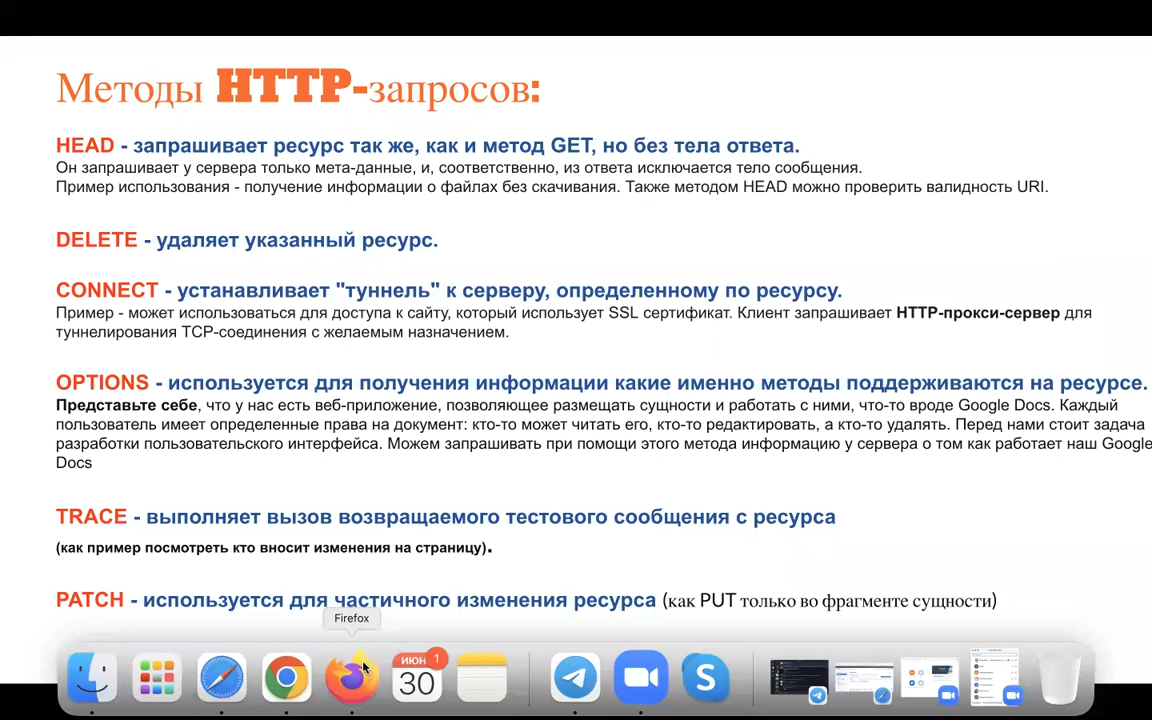 Методы HTTP-запросов:
HEAD - запрашивает ресурс так же, как и метод GET, но без тела ответа.
Он запрашивает у сервера только мета-данные, и, соответственно, из ответа исключается тело сообщения.
Пример использования - получение информации о файлах без скачивания. Также методом HEAD можно проверить валидность URI.
DELETE - удаляет указанный ресурс.
CONNECT - устанавливает "туннель" к серверу, определенному по ресурсу.
Пример - может использоваться для доступа к сайту, который использует SSL сертификат. Клиент запрашивает HTTP-прокси-сервер для
туннелирования TCP-соединения с желаемым назначением.
OPTIONS - используется для получения информации какие именно методы поддерживаются на ресурсе.
Представьте себе, что у нас есть веб-приложение, позволяющее размещать сущности и работать с ними, что-то вроде Google Docs. Каждый
пользователь имеет определенные права на документ: кто-то может читать его, кто-то редактировать, а кто-то удалять. Перед нами стоит задача
разработки пользовательского интерфейса. Можем запрашивать при помощи этого метода информацию у сервера о том как работает наш Google
Docs
TRACE - выполняет вызов возвращаемого тестового сообщения с ресурса
(как пример посмотреть кто вносит изменения на страницу).
PATCH - используется для частичного изменения ресурса (как PUT только во фрагменте сущности)
Firefox
ИЮН 1
30
S